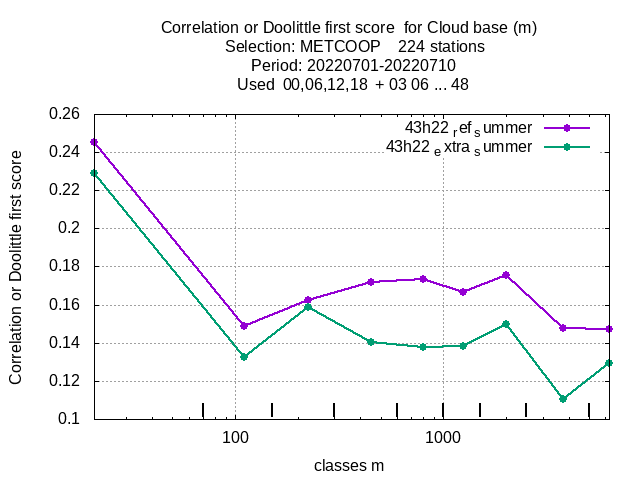 Correlation or Doolittle first score  for Cloud base (m)
Selection: METCOOP    224 stations
Period: 20220701-20220710
Used  00,06,12,18  + 03 06 ... 48
43h22 ref summer
43h22 extra summer
Correlation or Doolittle first score
0.26
0.24
0.22
0.2
0.18
0.16
0.14
0.12
0.1
100
1000
classes m